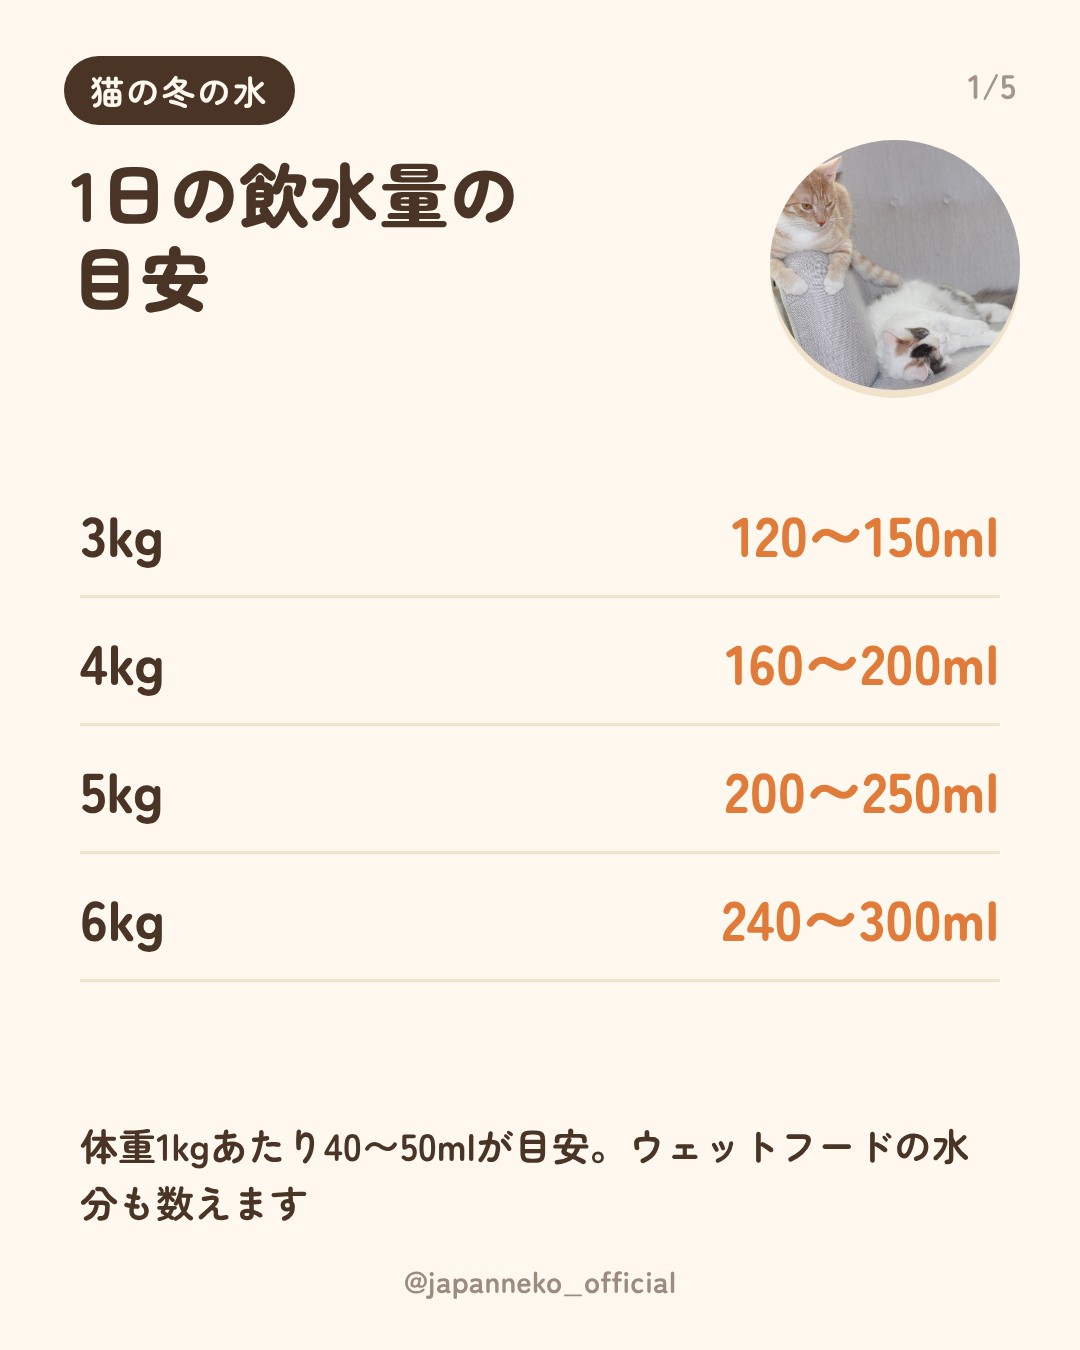 猫の冬の水
1/5
1日の飲水量の
目安
3kg 120〜150ml
4kg 160〜200ml
5kg 200〜250ml
6kg 240〜300ml
体重1kgあたり40〜50mlが目安。ウェットフードの水
分も数えます
@japanneko_official